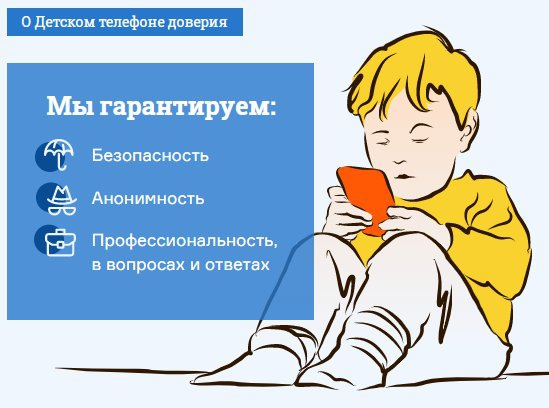 О Детском телефоне доверия
Мы гарантируем:
Безопасность
Анонимность
Профессиональность,
в вопросах и ответах